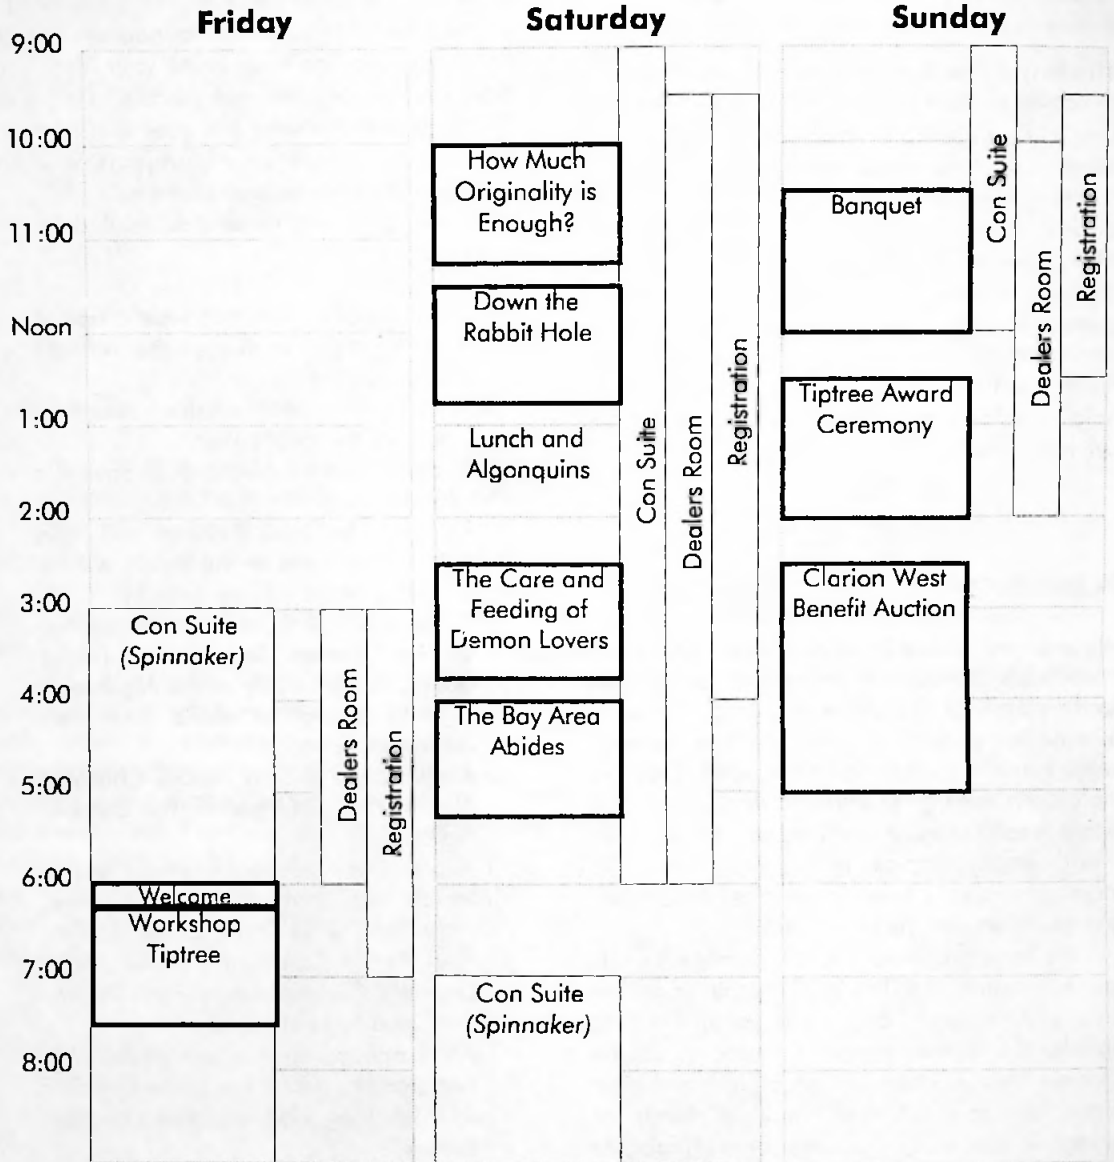 Friday
Saturday
Sunday
9:00
10:00
11:00
Noon
1:00
2:00
3:00
4:00
5:00
6:00
7:00
8:00
Con Suite
(Spinnaker)
Welcome
Workshop
Tiptree
Dealers Room
Registration
How Much
Originality is
Enough?
Down the
Rabbit Hole
Lunch and
Algonquins
The Care and
Feeding of
Demon Lovers
The Bay Area
Abides
Con Suite
(Spinnaker)
Con Suite
Dealers Room
Registration
Banquet
Tiptree Award
Ceremony
Clarion West
Benefit Auction
Con Suite
Dealers Room
Registration